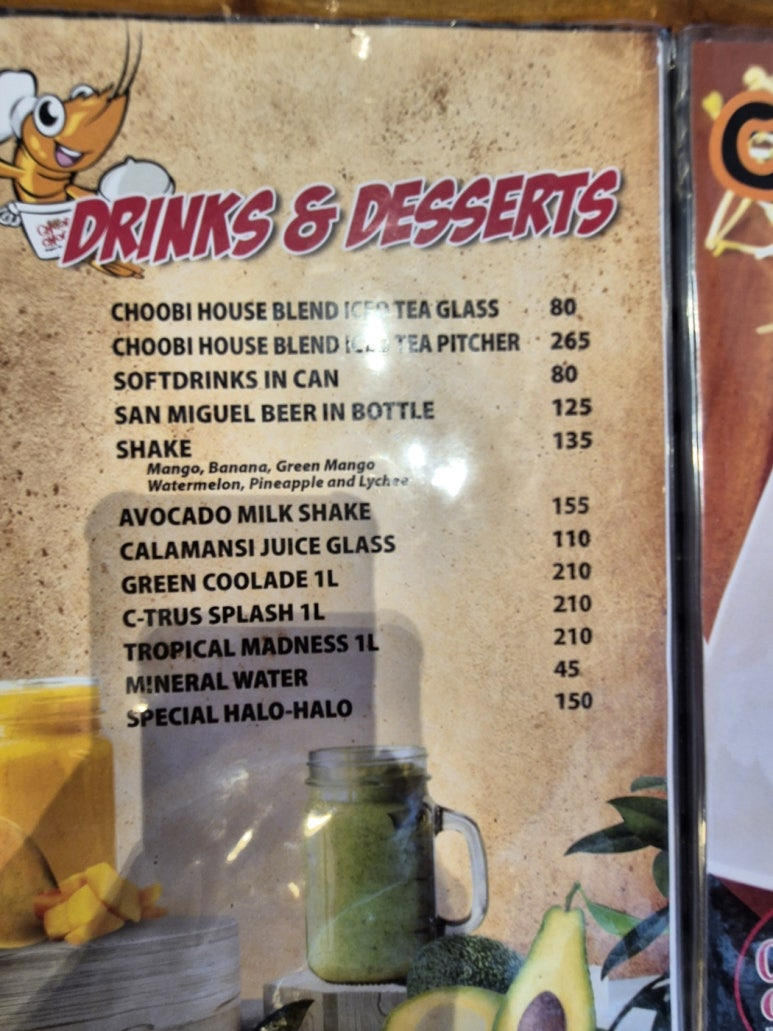 DRINKS & DESSERTS
CHOOBI HOUSE BLEND ICED TEA GLASS 80
CHOOBI HOUSE BLEND ICED TEA PITCHER 265
SOFTDRINKS IN CAN 80
SAN MIGUEL BEER IN BOTTLE 125
SHAKE 135
Mango, Banana, Green Mango
Watermelon, Pineapple and Lychee
AVOCADO MILK SHAKE 155
CALAMANSI JUICE GLASS 110
GREEN COOLADE 1L 210
C-TRUS SPLASH 1L 210
TROPICAL MADNESS 1L 210
MINERAL WATER 45
SPECIAL HALO-HALO 150